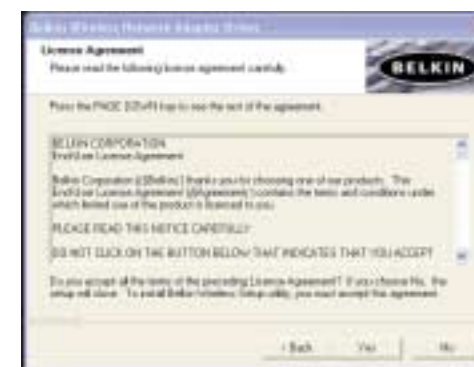 Belkin Wireless Network Adapter Driver
License Agreement
Please read the following license agreement carefully.
BELKIN
Press the PAGE DOWN key to see the rest of the agreement.
BELKIN CORPORATION
End-User License Agreement
Belkin Corporation thanks you for choosing one of our products. This
End-User License Agreement contains the terms and conditions under
which limited use of the product is licensed to you.
PLEASE READ THIS NOTICE CAREFULLY
DO NOT CLICK ON THE BUTTON BELOW THAT INDICATES THAT YOU ACCEPT
Do you accept all the terms of the preceding License Agreement? If you choose No, the
setup will close. To install Belkin Wireless Setup utility, you must accept this agreement.
< Back
Yes
No